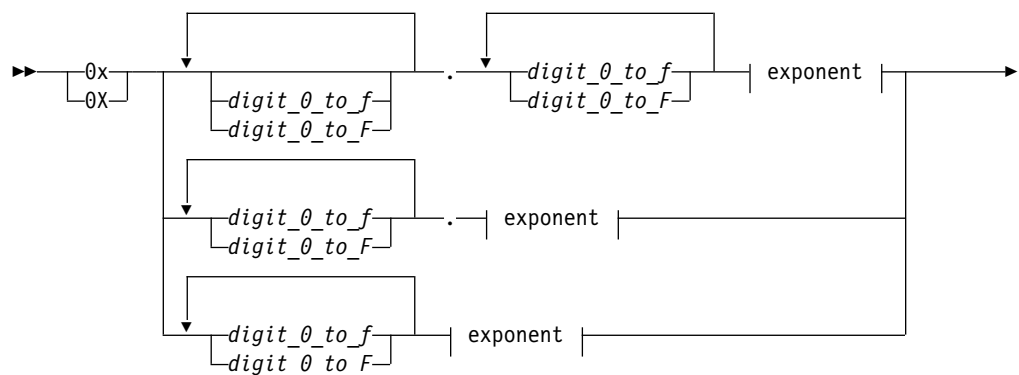 0x . digit_0_to_f exponent
0X digit_0_to_f digit_0_to_F
digit_0_to_F
digit_0_to_f . exponent
digit_0_to_F
digit_0_to_f exponent
digit_0_to_F